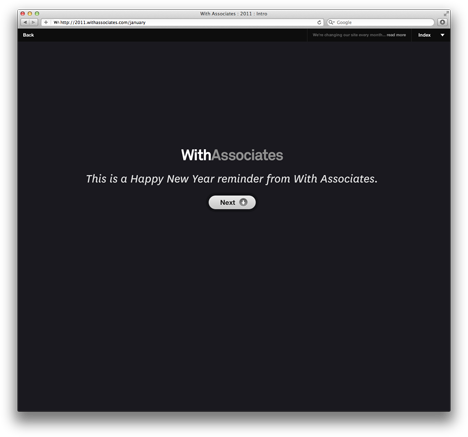 With Associates : 2011 : Intro
http://2011.withassociates.com/january
Google
Back
We're changing our site every month... read more
Index
WithAssociates
This is a Happy New Year reminder from With Associates.
Next